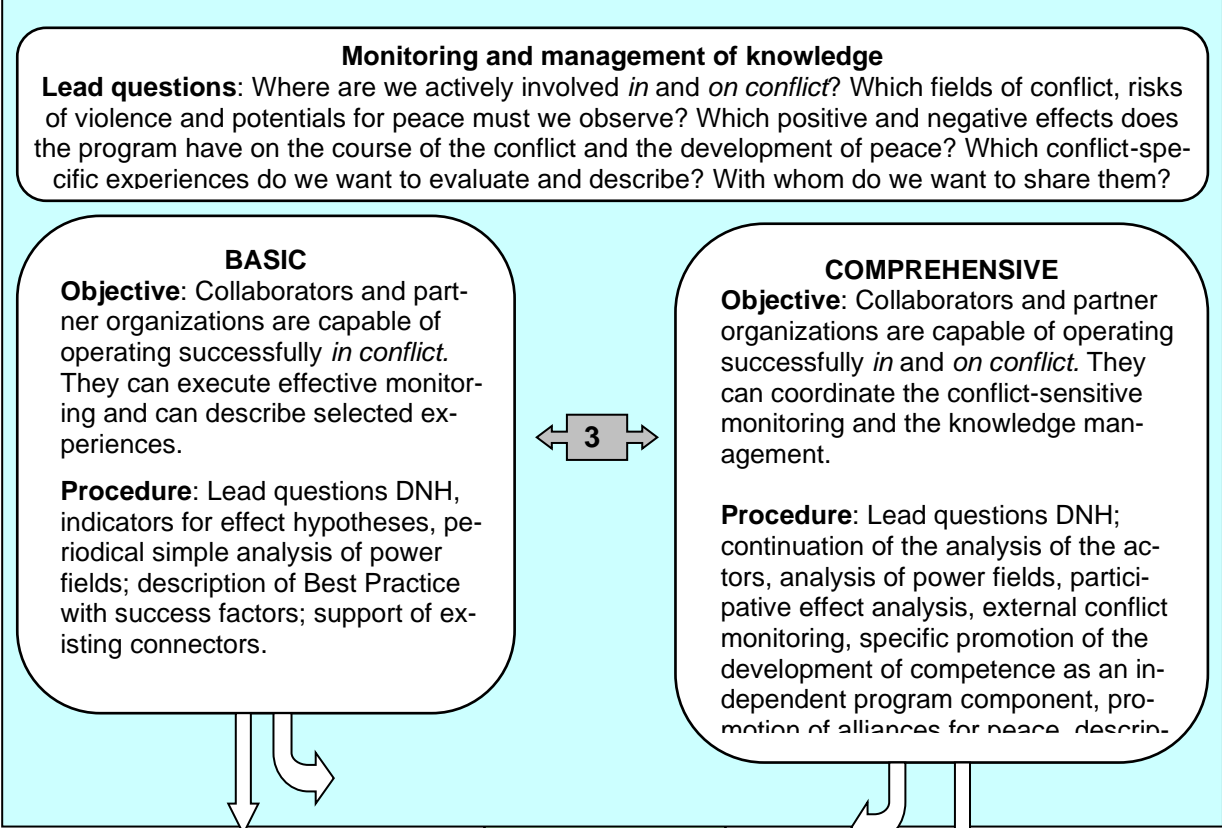 Monitoring and management of knowledge
Lead questions: Where are we actively involved in and on conflict? Which fields of conflict, risks
of violence and potentials for peace must we observe? Which positive and negative effects does
the program have on the course of the conflict and the development of peace? Which conflict-spe-
cific experiences do we want to evaluate and describe? With whom do we want to share them?
BASIC
Objective: Collaborators and part-
ner organizations are capable of
operating successfully in conflict.
They can execute effective monitor-
ing and can describe selected ex-
periences.
Procedure: Lead questions DNH,
indicators for effect hypotheses, pe-
riodical simple analysis of power
fields; description of Best Practice
with success factors; support of ex-
isting connectors.
3
COMPREHENSIVE
Objective: Collaborators and partner
organizations are capable of operating
successfully in and on conflict. They
can coordinate the conflict-sensitive
monitoring and the knowledge man-
agement.
Procedure: Lead questions DNH;
continuation of the analysis of the ac-
tors, analysis of power fields, partici-
pative effect analysis, external conflict
monitoring, specific promotion of the
development of competence as an in-
dependent program component, pro-
motion of alliances for peace, descrip-